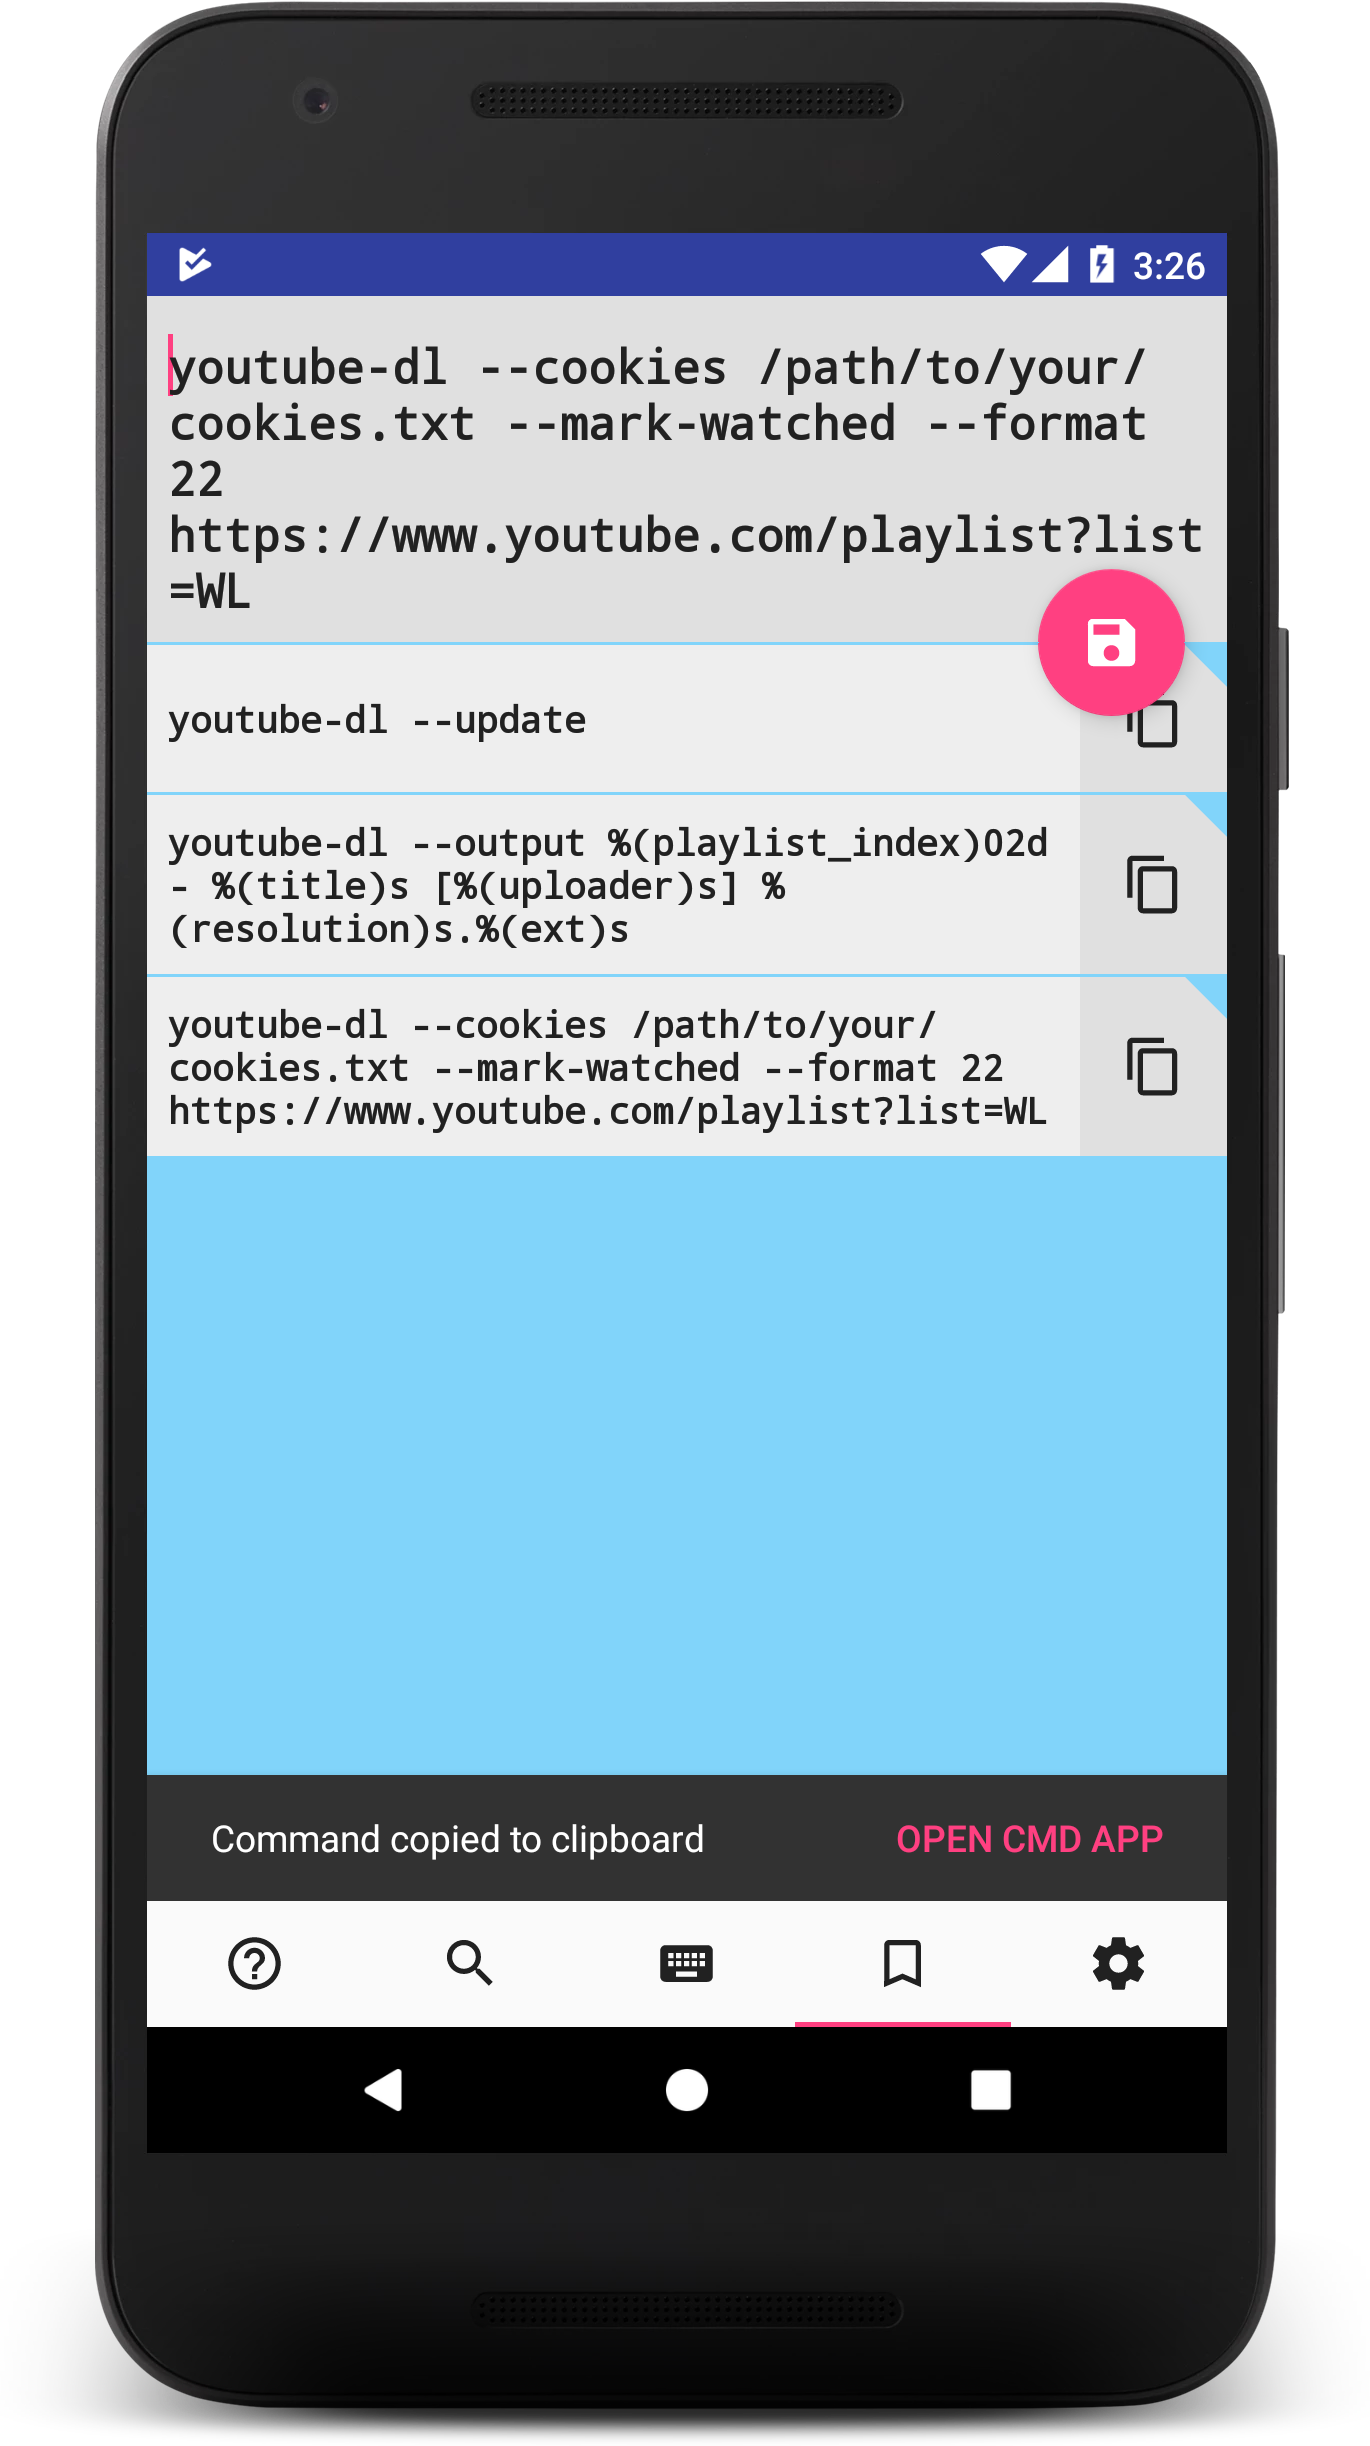 3:26
youtube-dl --cookies /path/to/your/
cookies.txt --mark-watched --format
22
https://www.youtube.com/playlist?list
=WL
youtube-dl --update
youtube-dl --output %(playlist_index)02d
- %(title)s [%(uploader)s] %
(resolution)s.%(ext)s
youtube-dl --cookies /path/to/your/
cookies.txt --mark-watched --format 22
https://www.youtube.com/playlist?list=WL
Command copied to clipboard OPEN CMD APP